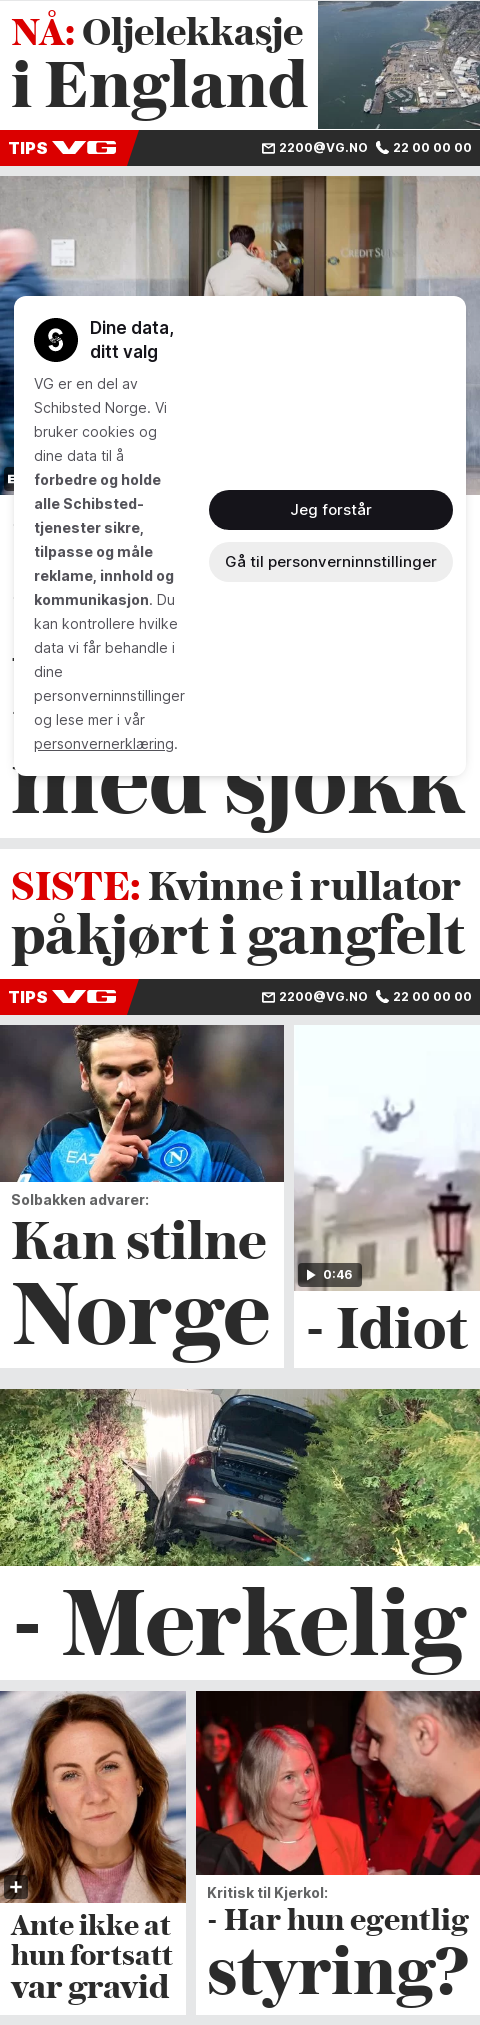 NÅ: Oljelekkasje
i England
TIPS VG 2200@VG.NO 22 00 00 00
CREDIT SUISSE
Dine data,
ditt valg
VG er en del av
Schibsted Norge. Vi
bruker cookies og
dine data til å
forbedre og holde
alle Schibsted-
tjenester sikre,
tilpasse og måle
reklame, innhold og
kommunikasjon. Du
kan kontrollere hvilke
data vi får behandle i
dine
personverninnstillinger
og lese mer i vår
personvernerklæring.
Jeg forstår
Gå til personverninnstillinger
med sjokk
SISTE: Kvinne i rullator
påkjørt i gangfelt
TIPS VG 2200@VG.NO 22 00 00 00
Solbakken advarer:
Kan stilne
Norge
0:46
- Idiot
- Merkelig
Ante ikke at
hun fortsatt
var gravid
Kritisk til Kjerkol:
- Har hun egentlig
styring?